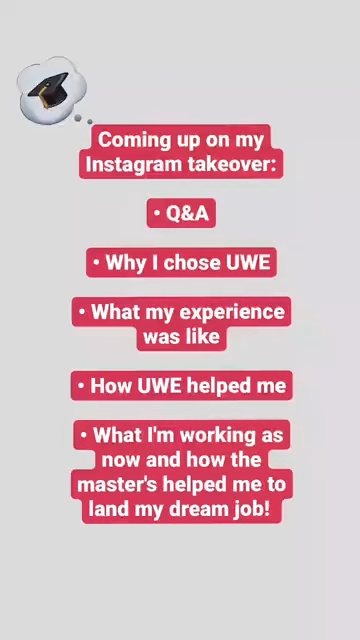 Coming up on my
Instagram takeover:
• Q&A
• Why I chose UWE
• What my experience
was like
• How UWE helped me
• What I'm working as
now and how the
master's helped me to
land my dream job!